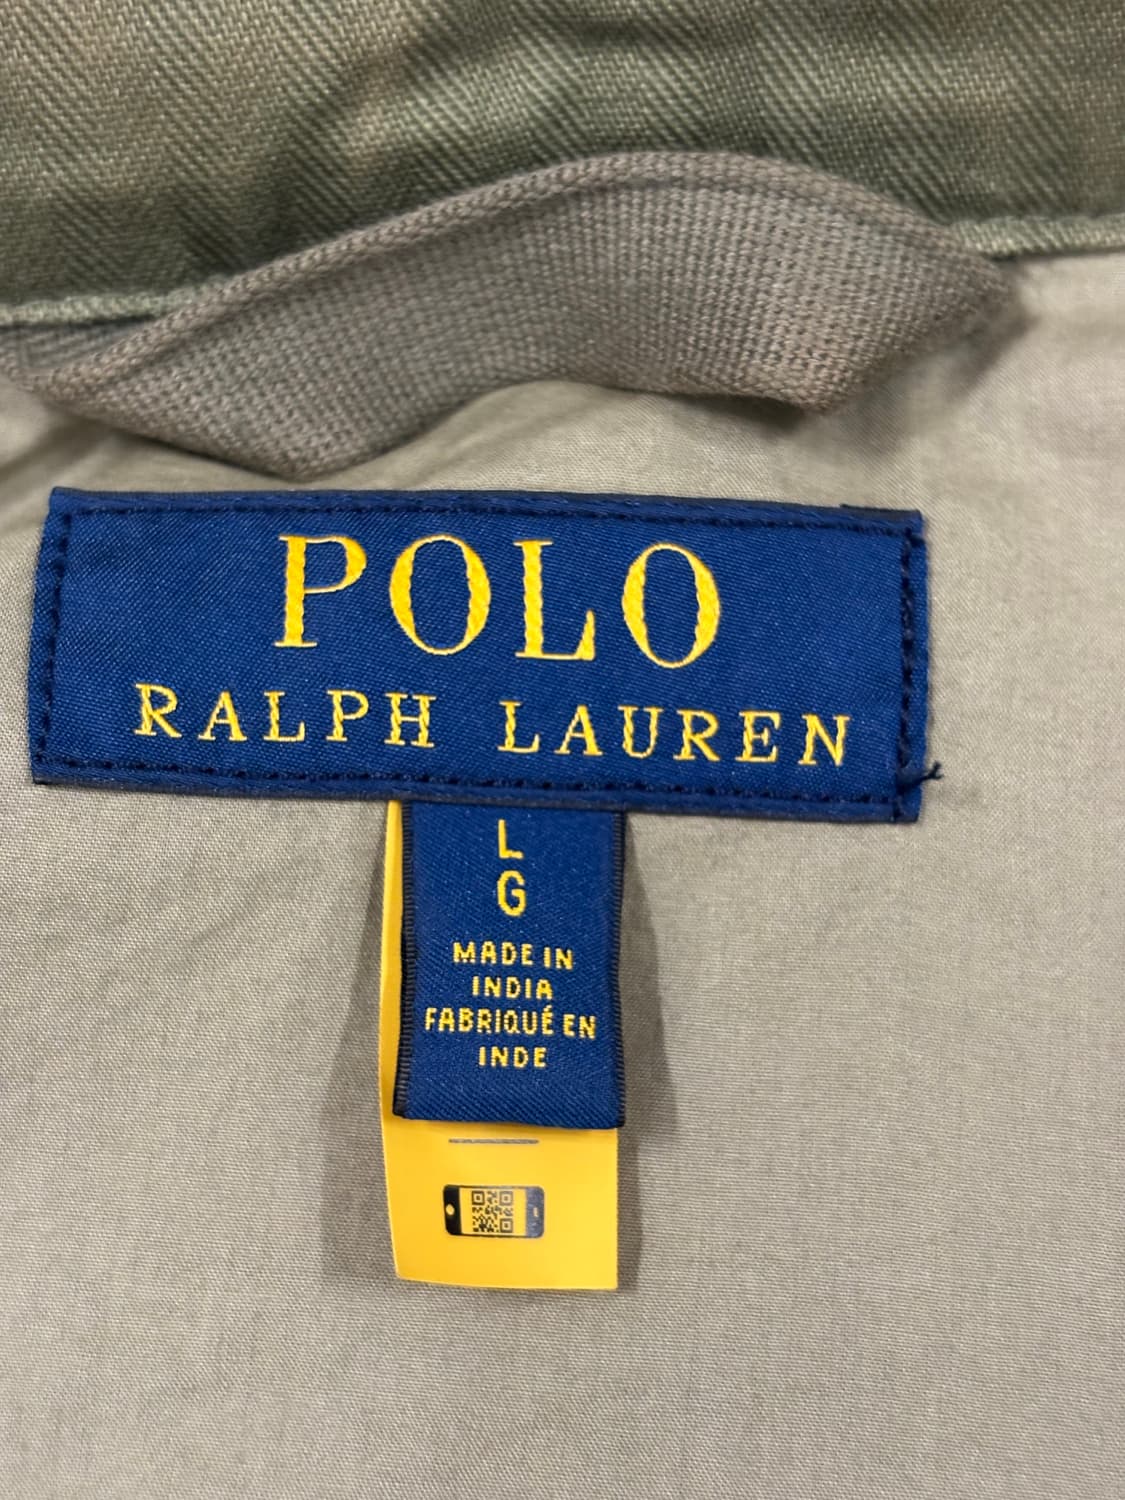 POLO
RALPH LAUREN
L
G
MADE IN
INDIA
FABRIQUÉ EN
INDE